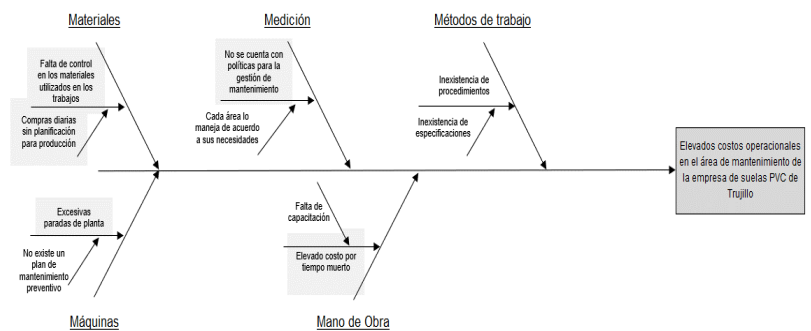 Materiales
Medición
Métodos de trabajo
Falta de control
en los materiales
utilizados en los
trabajos
Compras diarias
sin planificación
para producción
No se cuenta con
políticas para la
gestión de
mantenimiento
Cada área lo
maneja de acuerdo
a sus necesidades
Inexistencia de
procedimientos
Inexistencia de
especificaciones
Elevados costos operacionales
en el área de mantenimiento de
la empresa de suelas PVC de
Trujillo
Excesivas
paradas de planta
No existe un
plan de
mantenimiento
preventivo
Falta de
capacitación
Elevado costo por
tiempo muerto
Máquinas
Mano de Obra